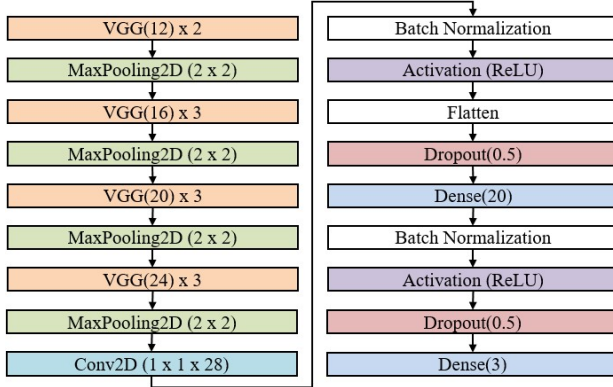 VGG(12) x 2
MaxPooling2D (2 x 2)
VGG(16) x 3
MaxPooling2D (2 x 2)
VGG(20) x 3
MaxPooling2D (2 x 2)
VGG(24) x 3
MaxPooling2D (2 x 2)
Conv2D (1 x 1 x 28)
Batch Normalization
Activation (ReLU)
Flatten
Dropout(0.5)
Dense(20)
Batch Normalization
Activation (ReLU)
Dropout(0.5)
Dense(3)